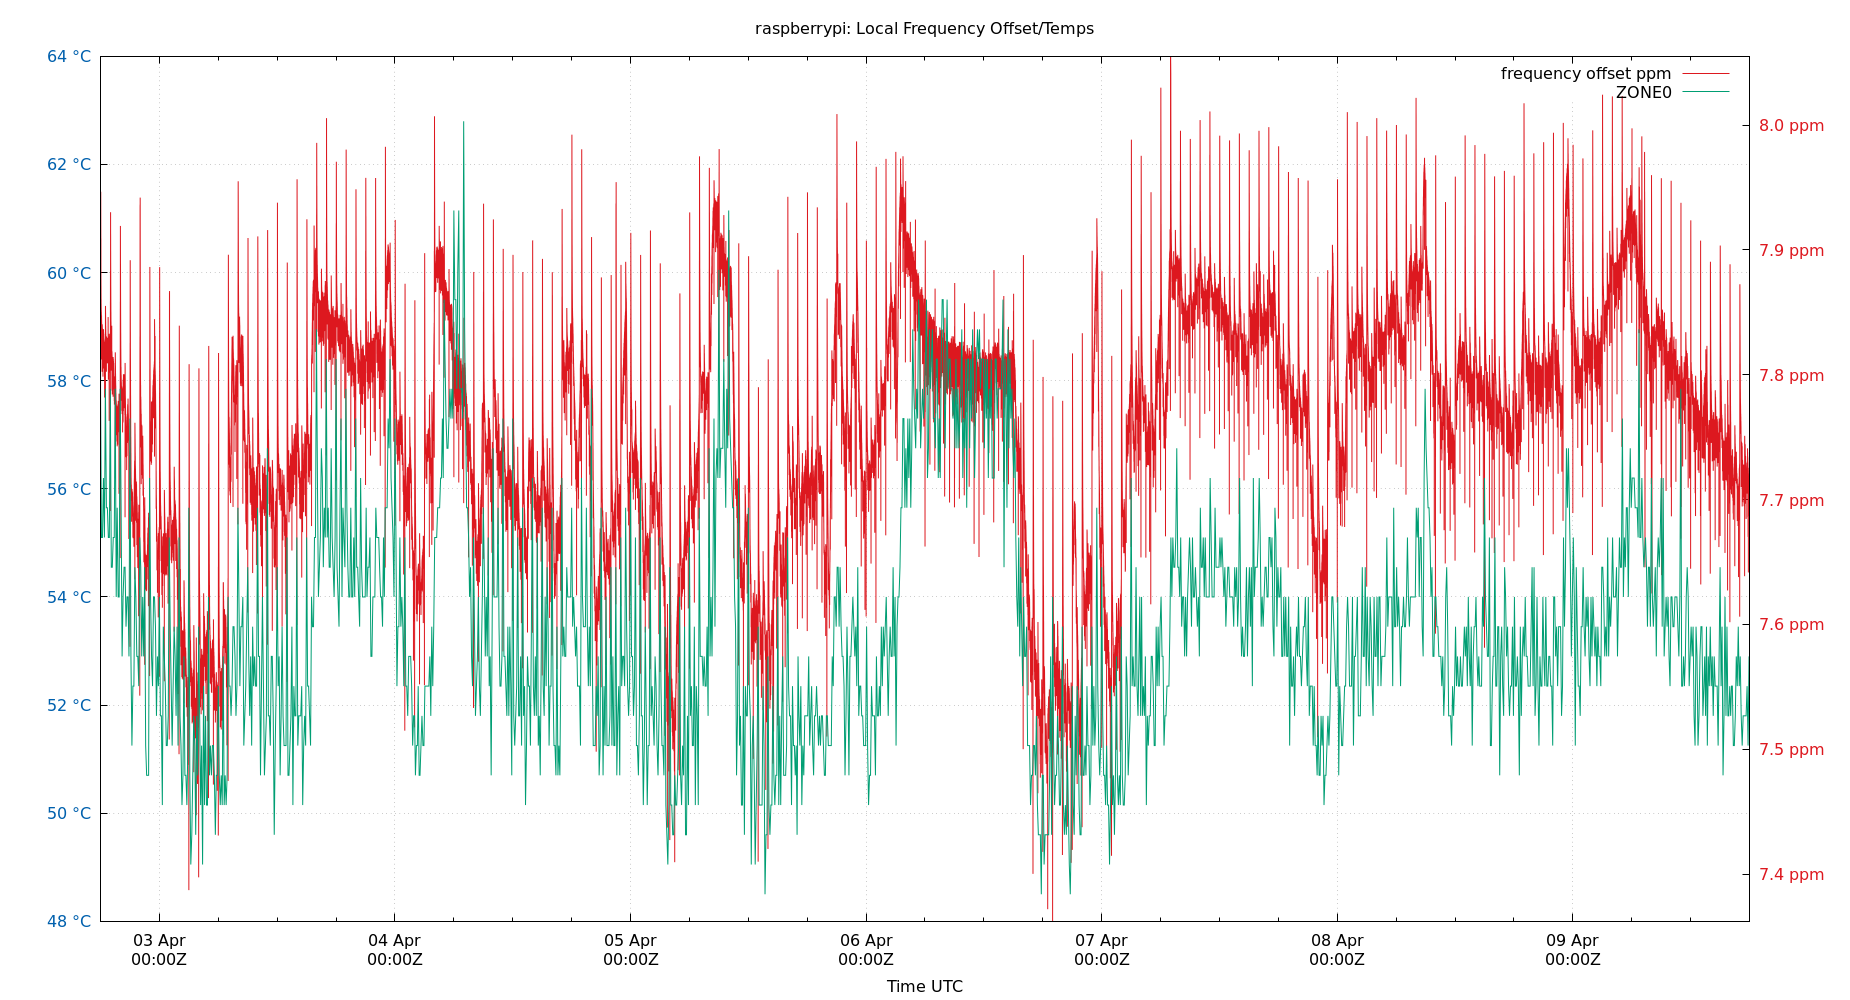 raspberrypi: Local Frequency Offset/Temps
64 °C
62 °C
60 °C
58 °C
56 °C
54 °C
52 °C
50 °C
48 °C
frequency offset ppm
ZONE0
8.0 ppm
7.9 ppm
7.8 ppm
7.7 ppm
7.6 ppm
7.5 ppm
7.4 ppm
03 Apr
00:00Z
04 Apr
00:00Z
05 Apr
00:00Z
06 Apr
00:00Z
07 Apr
00:00Z
08 Apr
00:00Z
09 Apr
00:00Z
Time UTC